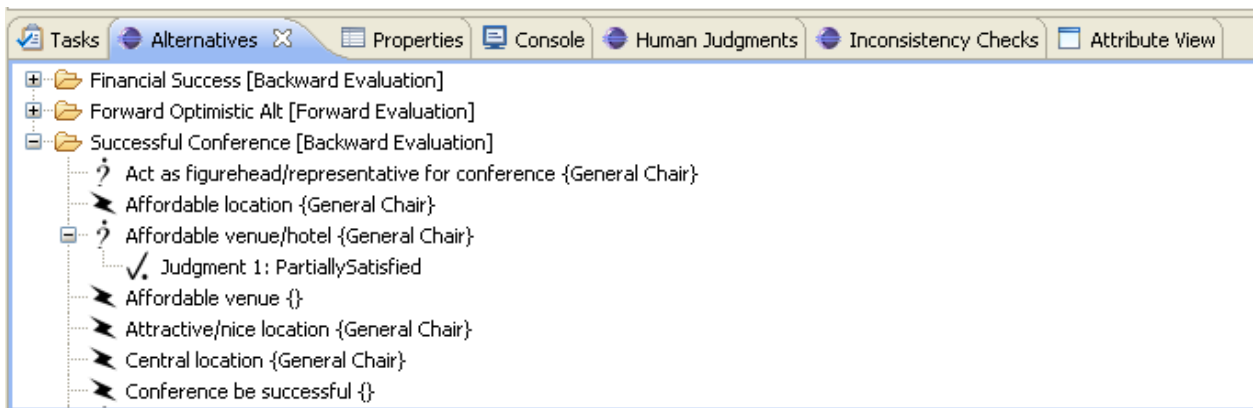 Tasks Alternatives Properties Console Human Judgments Inconsistency Checks Attribute View
Financial Success [Backward Evaluation]
Forward Optimistic Alt [Forward Evaluation]
Successful Conference [Backward Evaluation]
Act as figurehead/representative for conference {General Chair}
Affordable location {General Chair}
Affordable venue/hotel {General Chair}
Judgment 1: PartiallySatisfied
Affordable venue {}
Attractive/nice location {General Chair}
Central location {General Chair}
Conference be successful {}